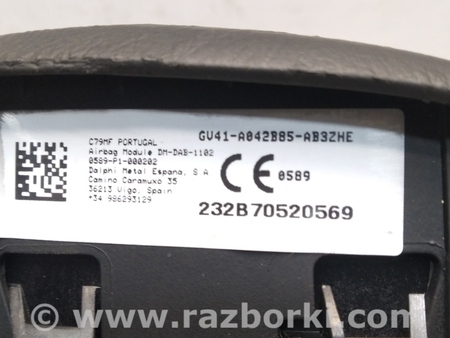 C79MF PORTUGAL
Airbag Module DM-DAB-1102
0589-P1-000202
Dalphi Metal Espana, S A
Camino Caramuxo 35
36213 Vigo, Spain
+34 986293129
GV41-A042B85-AB3ZHE
CE 0589
232B70520569
© www.razborki.com